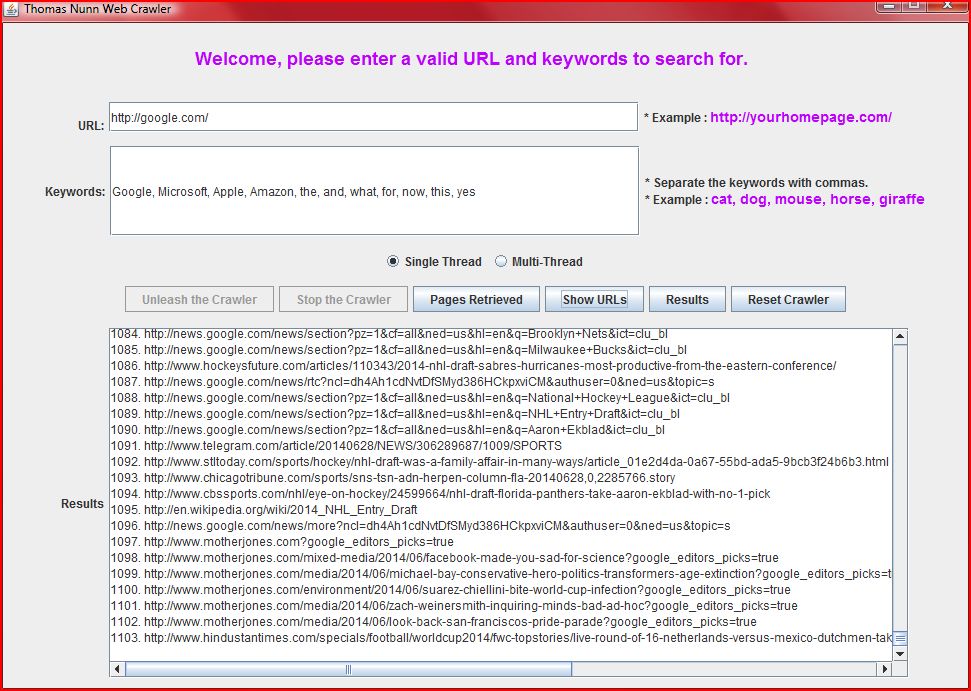 Thomas Nunn Web Crawler
Welcome, please enter a valid URL and keywords to search for.
URL: http://google.com/ * Example : http://yourhomepage.com/
Keywords: Google, Microsoft, Apple, Amazon, the, and, what, for, now, this, yes
* Separate the keywords with commas.
* Example : cat, dog, mouse, horse, giraffe
Single Thread Multi-Thread
Unleash the Crawler Stop the Crawler Pages Retrieved Show URLs Results Reset Crawler
Results
1084. http://news.google.com/news/section?pz=1&cf=all&ned=us&hl=en&q=Brooklyn+Nets&ict=clu_bl
1085. http://news.google.com/news/section?pz=1&cf=all&ned=us&hl=en&q=Milwaukee+Bucks&ict=clu_bl
1086. http://www.hockeysfuture.com/articles/110343/2014-nhl-draft-sabres-hurricanes-most-productive-from-the-eastern-conference/
1087. http://news.google.com/news/rtc?ncl=dh4Ah1cdNvtDfSMyd386HCkpxviCM&authuser=0&ned=us&topic=s
1088. http://news.google.com/news/section?pz=1&cf=all&ned=us&hl=en&q=National+Hockey+League&ict=clu_bl
1089. http://news.google.com/news/section?pz=1&cf=all&ned=us&hl=en&q=NHL+Entry+Draft&ict=clu_bl
1090. http://news.google.com/news/section?pz=1&cf=all&ned=us&hl=en&q=Aaron+Ekblad&ict=clu_bl
1091. http://www.telegram.com/article/20140628/NEWS/306289687/1009/SPORTS
1092. http://www.stltoday.com/sports/hockey/nhl-draft-was-a-family-affair-in-many-ways/article_01e2d4da-0a67-55bd-ada5-9bcb3f24b6b3.html
1093. http://www.chicagotribune.com/sports/sns-tsn-adn-herpen-column-fla-20140628,0,2285766.story
1094. http://www.cbssports.com/nhl/eye-on-hockey/24599664/nhl-draft-florida-panthers-take-aaron-ekblad-with-no-1-pick
1095. http://en.wikipedia.org/wiki/2014_NHL_Entry_Draft
1096. http://news.google.com/news/more?ncl=dh4Ah1cdNvtDfSMyd386HCkpxviCM&authuser=0&ned=us&topic=s
1097. http://www.motherjones.com?google_editors_picks=true
1098. http://www.motherjones.com/mixed-media/2014/06/facebook-made-you-sad-for-science?google_editors_picks=true
1099. http://www.motherjones.com/media/2014/06/michael-bay-conservative-hero-politics-transformers-age-extinction?google_editors_picks=t
1100. http://www.motherjones.com/environment/2014/06/suarez-chiellini-bite-world-cup-infection?google_editors_picks=true
1101. http://www.motherjones.com/media/2014/06/zach-weinersmith-inquiring-minds-bad-ad-hoc?google_editors_picks=true
1102. http://www.motherjones.com/media/2014/06/look-back-san-franciscos-pride-parade?google_editors_picks=true
1103. http://www.hindustantimes.com/specials/football/worldcup2014/fwc-topstories/live-round-of-16-netherlands-versus-mexico-dutchmen-tak